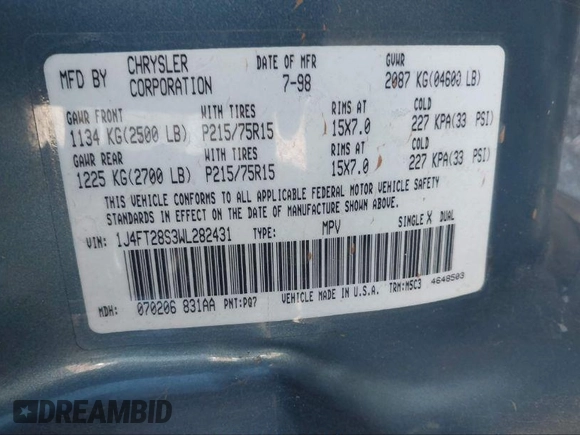 MFD BY CHRYSLER CORPORATION DATE OF MFR 7-98 GVWR 2087 KG(04603 LB)
GAWR FRONT WITH TIRES RIMS AT COLD
1134 KG(2500 LB) P215/75R15 15X7.0 227 KPA(33 PSI)
GAWR REAR WITH TIRES RIMS AT COLD
1225 KG(2700 LB) P215/75R15 15X7.0 227 KPA(33 PSI)
THIS VEHICLE CONFORMS TO ALL APPLICABLE FEDERAL MOTOR VEHICLE SAFETY
STANDARDS IN EFFECT ON THE DATE OF MANUFACTURE SHOWN ABOVE.
VIN: 1J4FT28S3WL282431 TYPE: MPV SINGLE X DUAL
MDH: 070206 831AA PNT:PQ7 VEHICLE MADE IN U.S.A. TRM:M5C3 4648503
DREAMBID